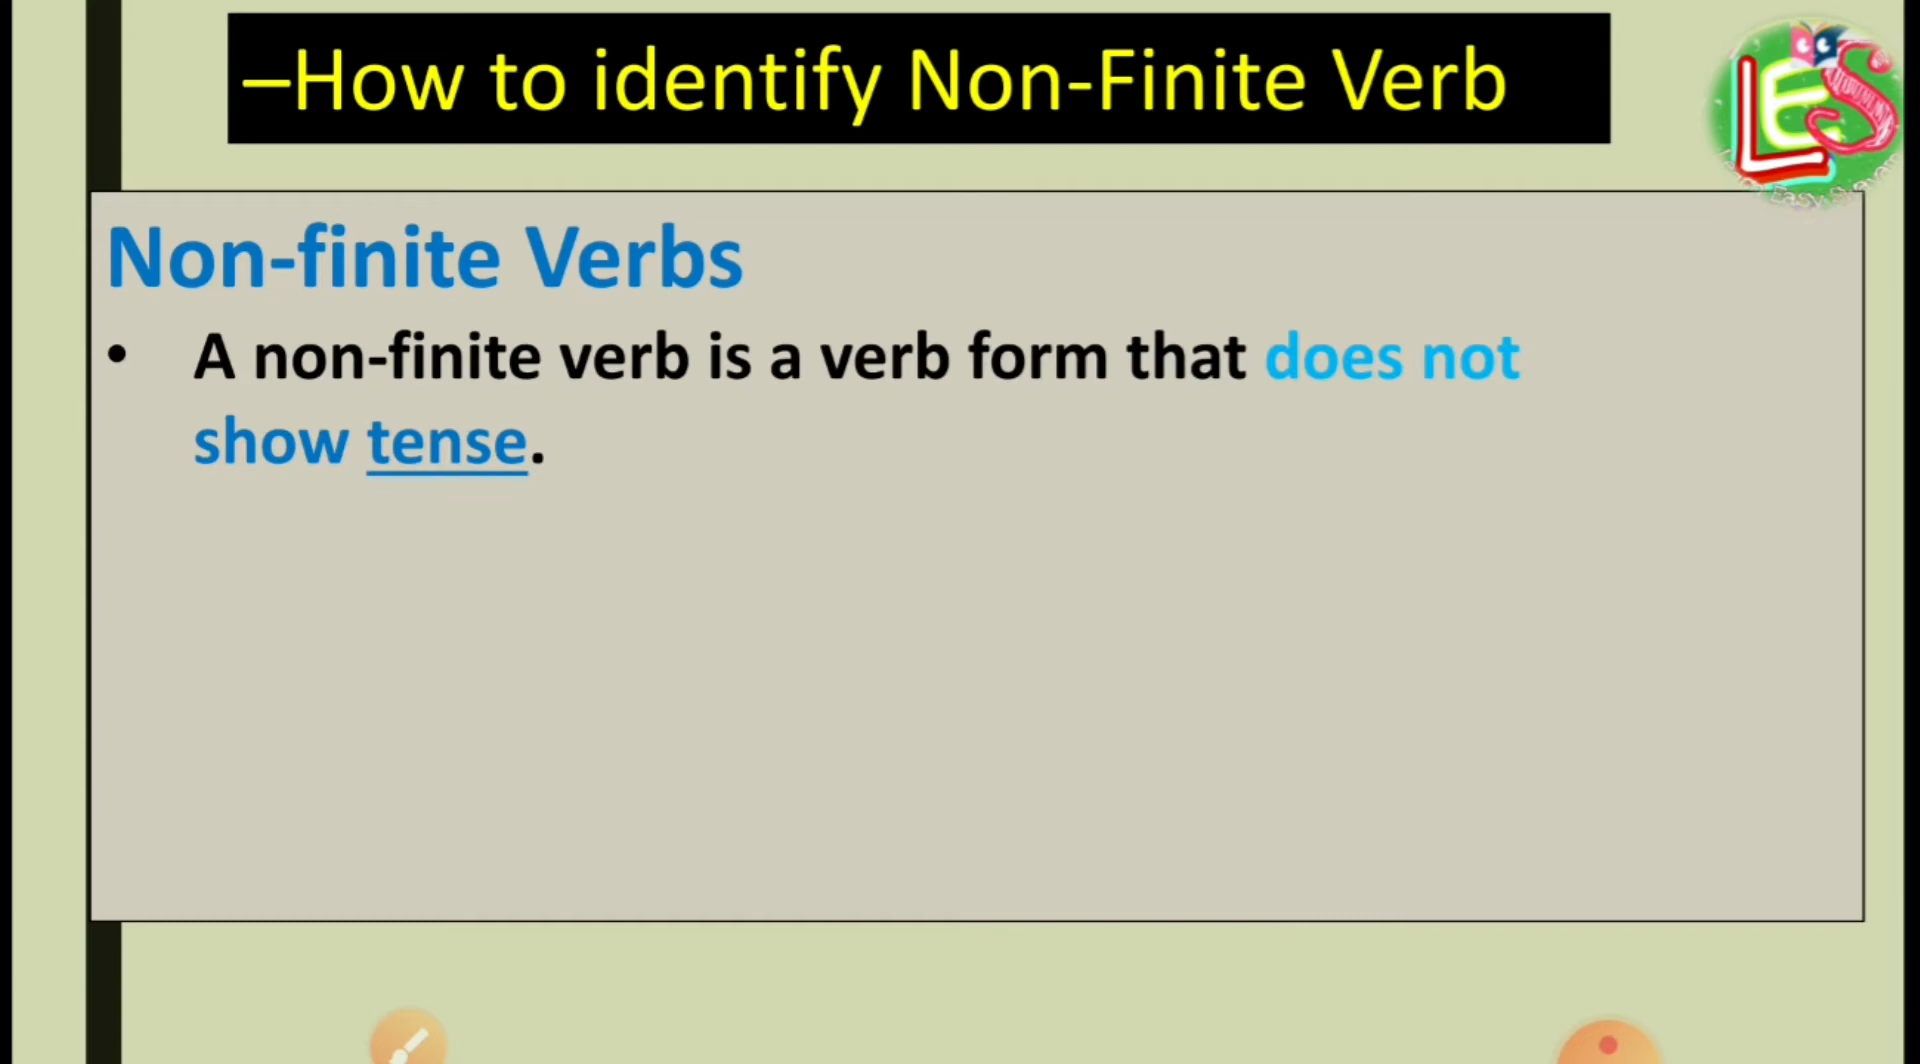 –How to identify Non-Finite Verb
LES
Non-finite Verbs
• A non-finite verb is a verb form that does not
show tense.